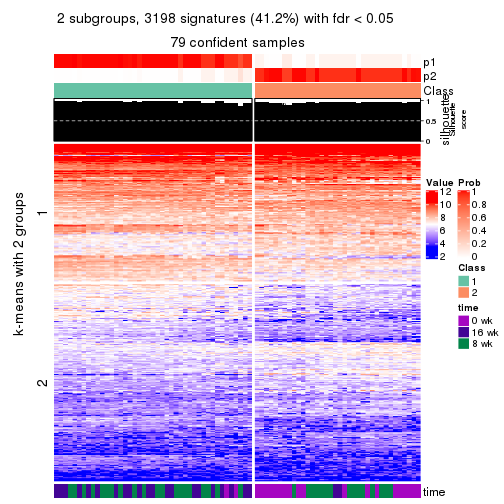 2 subgroups, 3198 signatures (41.2%) with fdr < 0.05
79 confident samples
p1
p2
Class
1
0.5
0
silhouette
Silhouette
score
k-means with 2 groups
1
2
Value
12
10
8
6
4
2
Prob
1
0.8
0.6
0.4
0.2
0
Class
1
2
time
0 wk
16 wk
8 wk
time